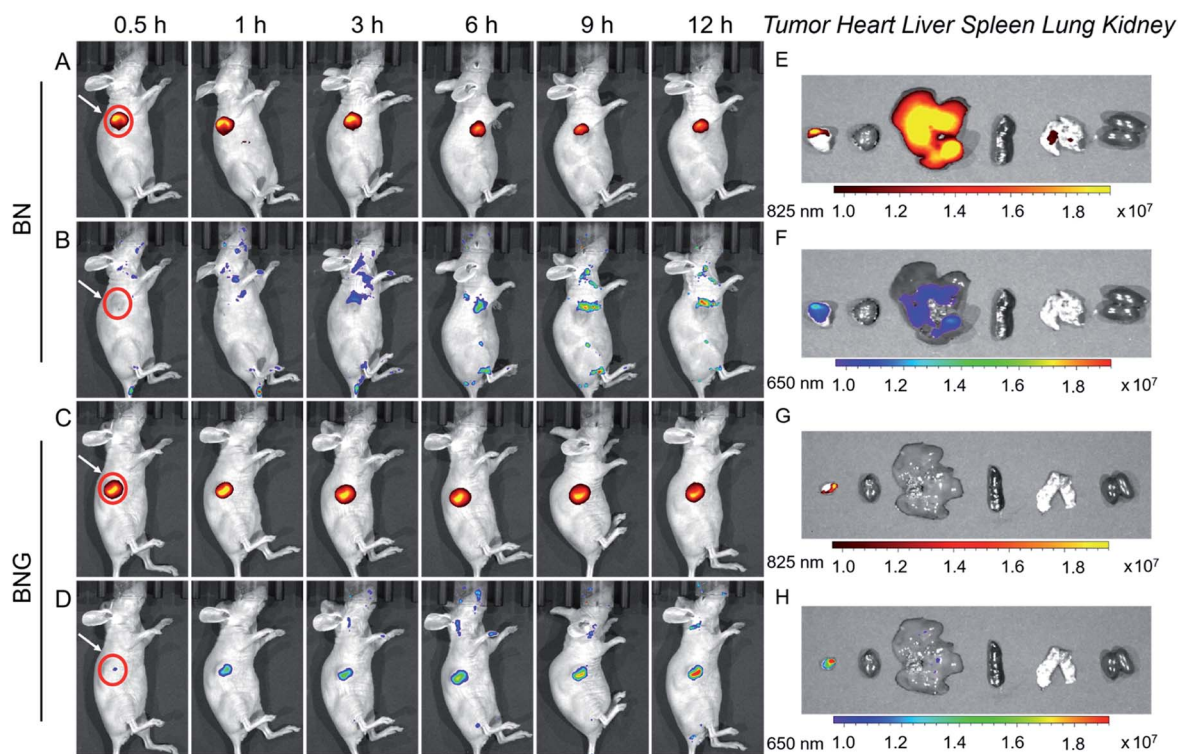 0.5 h 1 h 3 h 6 h 9 h 12 h Tumor Heart Liver Spleen Lung Kidney
A E
825 nm 1.0 1.2 1.4 1.6 1.8 x10⁷
BN
B F
650 nm 1.0 1.2 1.4 1.6 1.8 x10⁷
C G
825 nm 1.0 1.2 1.4 1.6 1.8 x10⁷
BNG
D H
650 nm 1.0 1.2 1.4 1.6 1.8 x10⁷